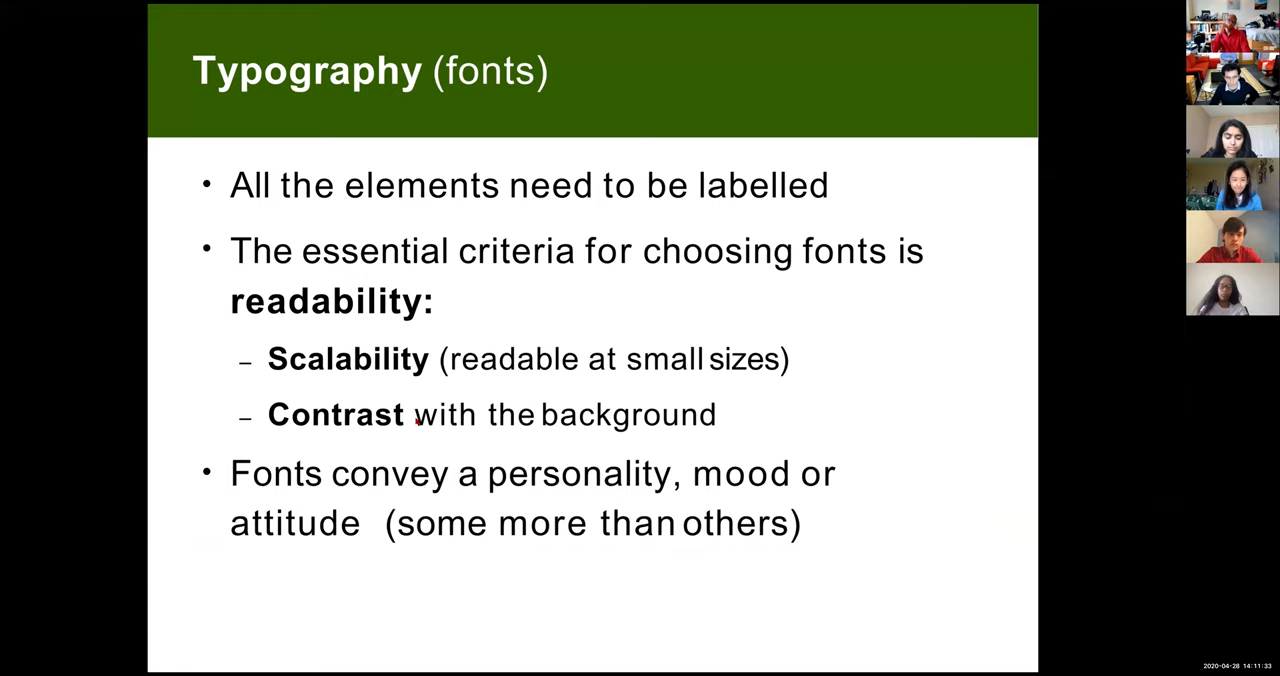 Typography (fonts)
• All the elements need to be labelled
• The essential criteria for choosing fonts is
readability:
– Scalability (readable at small sizes)
– Contrast with the background
• Fonts convey a personality, mood or
attitude (some more than others)
2020-04-28 14:11:33